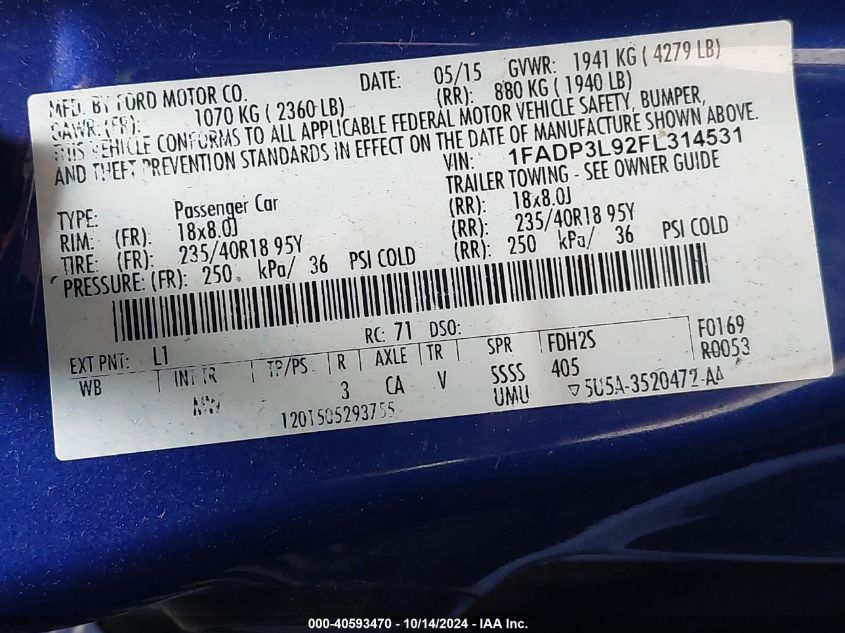 MFD. BY FORD MOTOR CO. DATE: 05/15 GVWR: 1941 KG ( 4279 LB)
GAWR: (FR): 1070 KG ( 2360 LB) (RR): 880 KG ( 1940 LB)
THIS VEHICLE CONFORMS TO ALL APPLICABLE FEDERAL MOTOR VEHICLE SAFETY, BUMPER,
AND THEFT PREVENTION STANDARDS IN EFFECT ON THE DATE OF MANUFACTURE SHOWN ABOVE.
VIN: 1FADP3L92FL314531
TYPE: Passenger Car TRAILER TOWING - SEE OWNER GUIDE
RIM: (FR): 18x8.0J (RR): 18x8.0J
TIRE: (FR): 235/40R18 95Y (RR): 235/40R18 95Y
PRESSURE: (FR): 250 kPa/ 36 PSI COLD (RR): 250 kPa/ 36 PSI COLD
EXT PNT: L1 RC: 71 DSO: F0169
WB INT TR TP/PS R AXLE TR SPR FDH2S R0053
MW 3 CA V SSSS 405
1201505293755 UMU ▽5U5A-3520472-AA
000-40593470 - 10/14/2024 - IAA Inc.